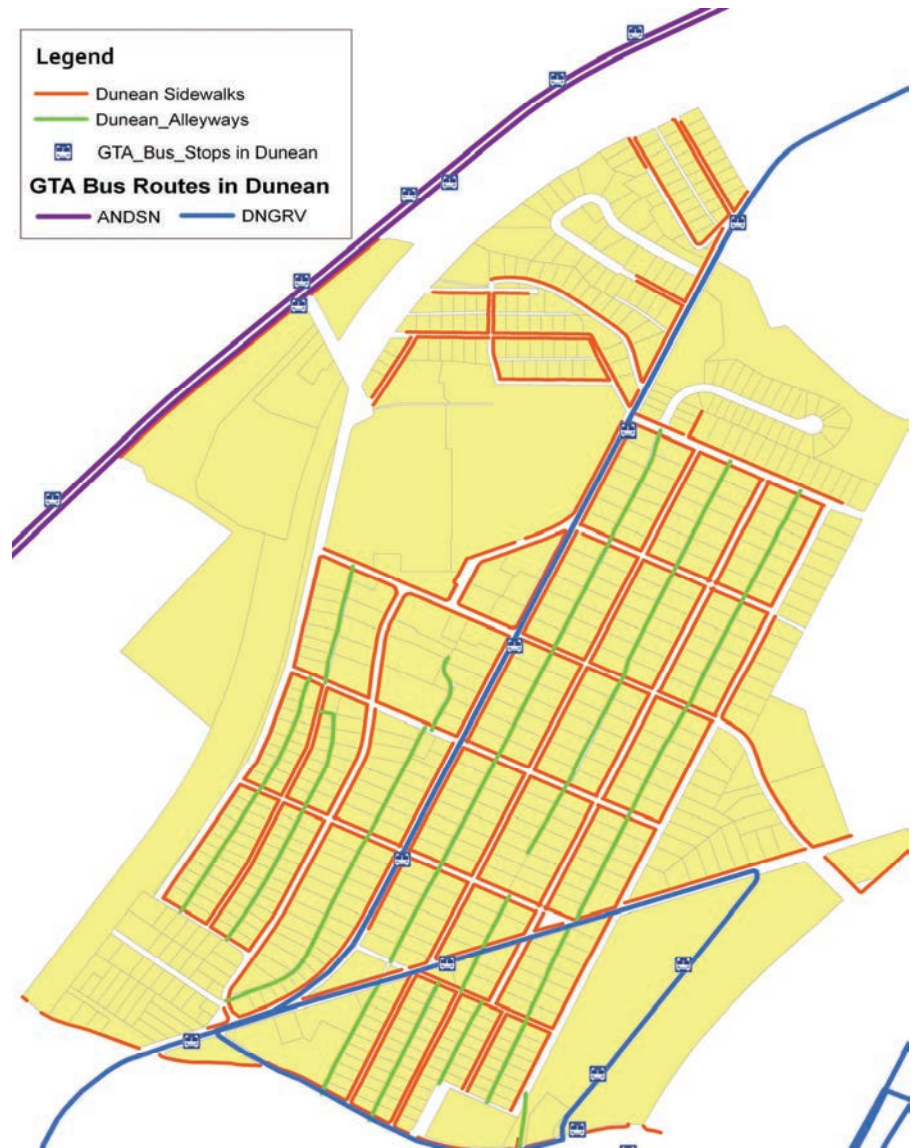 Legend
Dunean Sidewalks
Dunean_Alleyways
GTA_Bus_Stops in Dunean
GTA Bus Routes in Dunean
ANDSN DNGRV